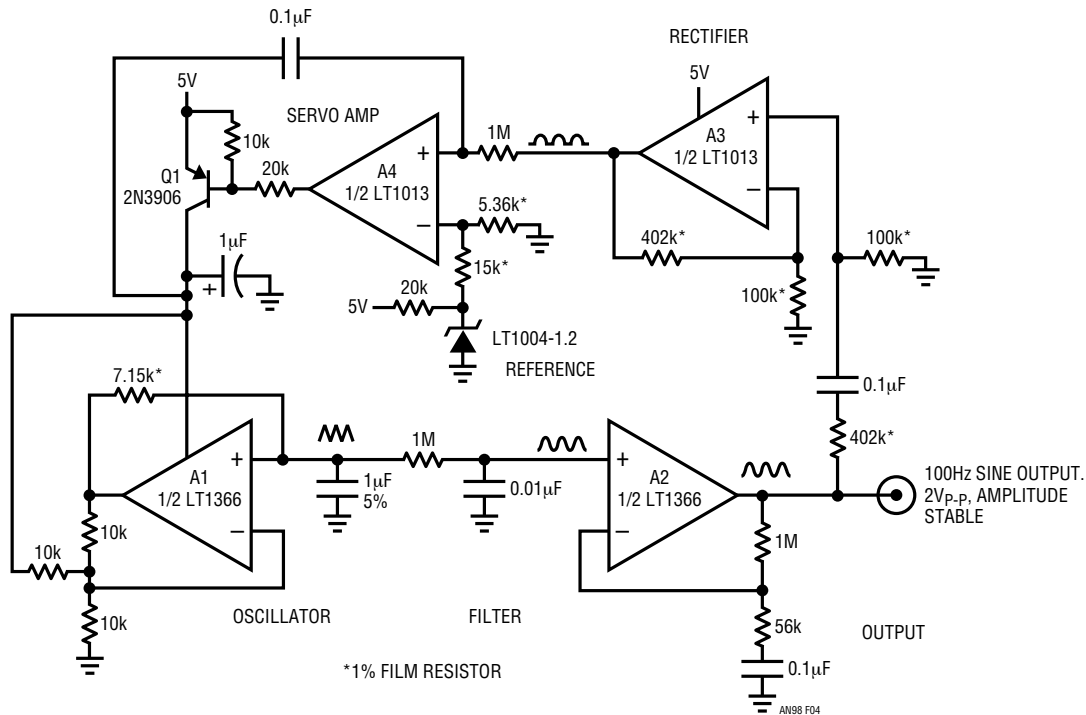 0.1µF
RECTIFIER
5V
5V
SERVO AMP
10k
1M
+
A3
1/2 LT1013
−
Q1
2N3906
20k
+
A4
1/2 LT1013
−
5.36k*
402k*
100k*
100k*
1µF
+
15k*
5V
20k
LT1004-1.2
REFERENCE
0.1µF
402k*
7.15k*
+
A1
1/2 LT1366
−
1µF
5%
1M
0.01µF
+
A2
1/2 LT1366
−
100Hz SINE OUTPUT.
2VP-P, AMPLITUDE
STABLE
10k
10k
10k
1M
56k
0.1µF
OSCILLATOR
FILTER
OUTPUT
*1% FILM RESISTOR
AN98 F04